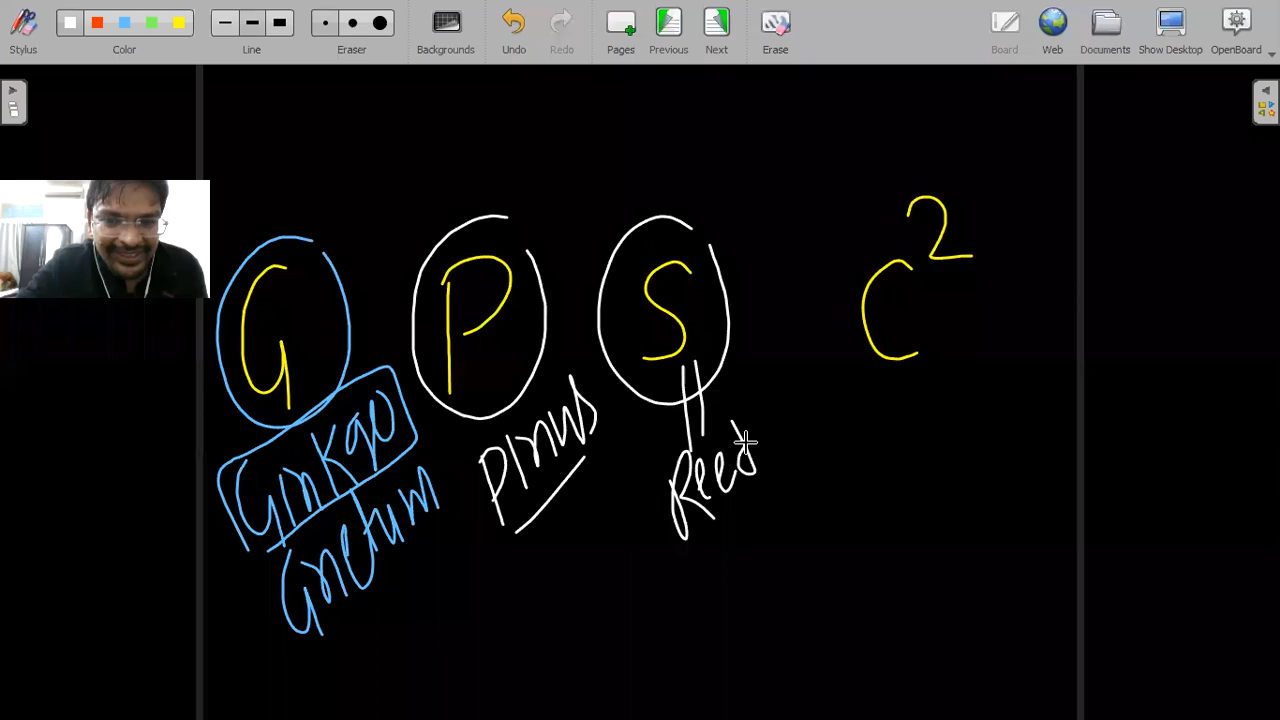 Stylus
Color
Line
Eraser
Backgrounds
Undo
Redo
Pages
Previous
Next
Erase
Board
Web
Documents
Show Desktop
OpenBoard
G P S C²
Ginkgo
Gnetum
Pinus
Reed